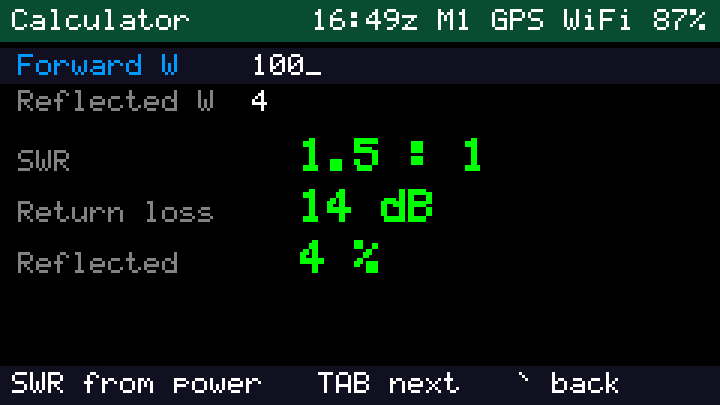 Calculator 16:49z M1 GPS WiFi 87%
Forward W 100_
Reflected W 4
SWR 1.5 : 1
Return loss 14 dB
Reflected 4 %
SWR from power TAB next ` back